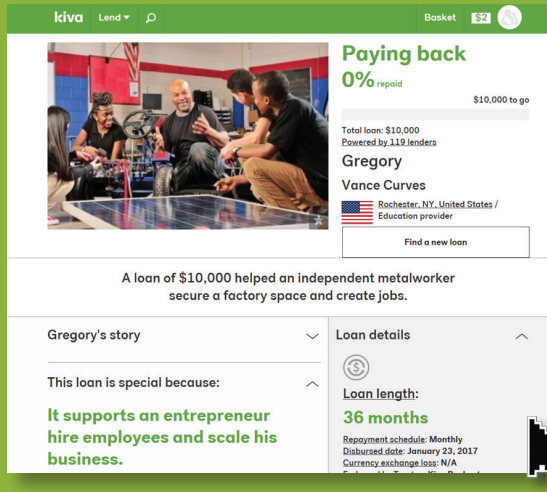 kiva Lend Basket $2
Paying back
0% repaid
$10,000 to go
Total loan: $10,000
Powered by 119 lenders
Gregory
Vance Curves
Rochester, NY, United States /
Education provider
Find a new loan
A loan of $10,000 helped an independent metalworker
secure a factory space and create jobs.
Gregory's story
This loan is special because:
It supports an entrepreneur
hire employees and scale his
business.
Loan details
Loan length:
36 months
Repayment schedule: Monthly
Disbursed date: January 23, 2017
Currency exchange loss: N/A